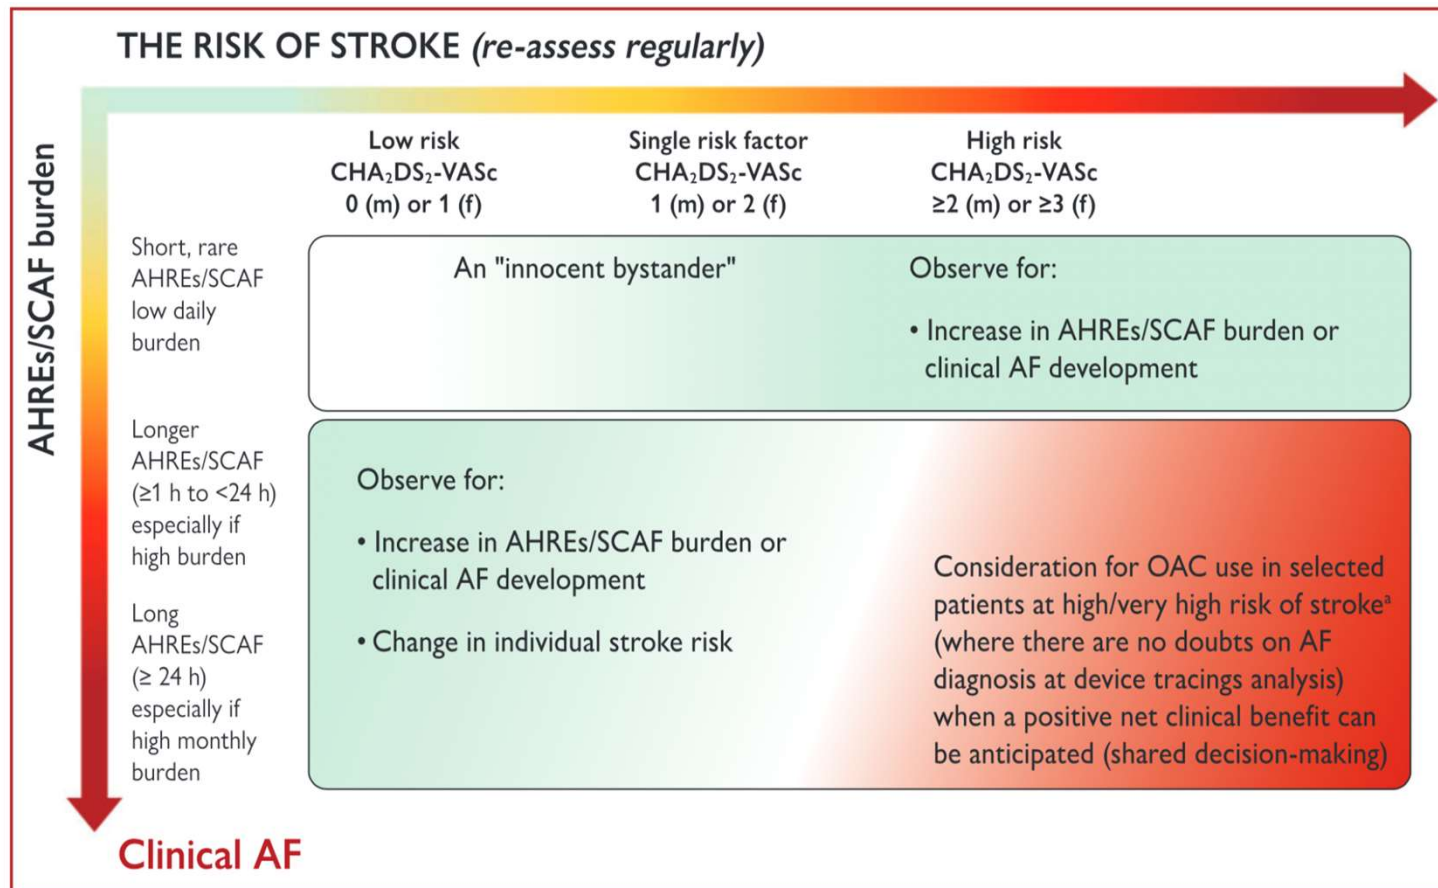 THE RISK OF STROKE (re-assess regularly)
AHREs/SCAF burden
Low risk
CHA₂DS₂-VASc
0 (m) or 1 (f)
Single risk factor
CHA₂DS₂-VASc
1 (m) or 2 (f)
High risk
CHA₂DS₂-VASc
≥2 (m) or ≥3 (f)
Short, rare
AHREs/SCAF
low daily
burden
An "innocent bystander"
Observe for:
• Increase in AHREs/SCAF burden or
clinical AF development
Longer
AHREs/SCAF
(≥1 h to <24 h)
especially if
high burden
Long
AHREs/SCAF
(≥ 24 h)
especially if
high monthly
burden
Observe for:
• Increase in AHREs/SCAF burden or
clinical AF development
• Change in individual stroke risk
Consideration for OAC use in selected
patients at high/very high risk of strokeᵃ
(where there are no doubts on AF
diagnosis at device tracings analysis)
when a positive net clinical benefit can
be anticipated (shared decision-making)
Clinical AF